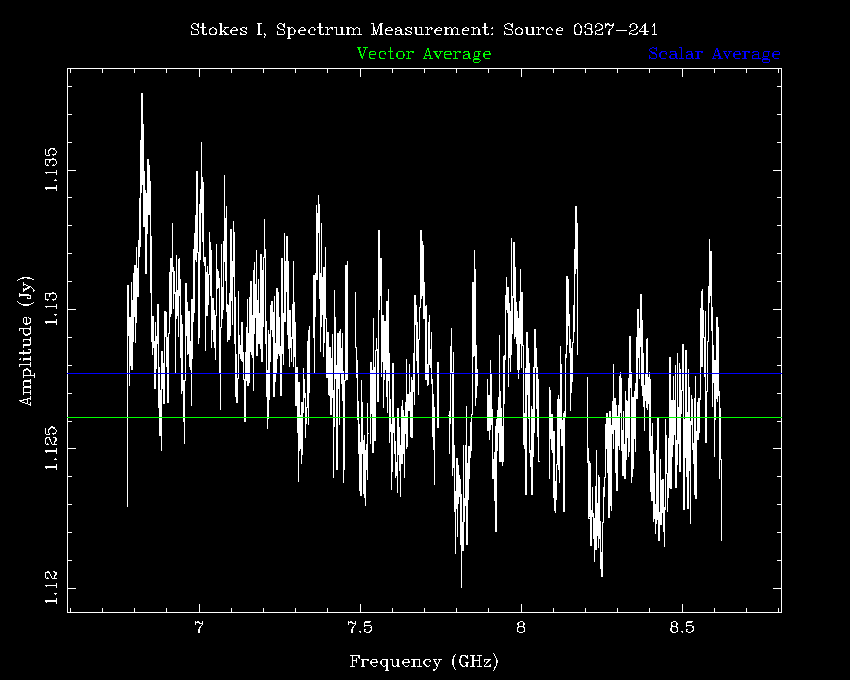 Stokes I, Spectrum Measurement: Source 0327−241
Vector Average
Scalar Average
1.135
1.13
1.125
1.12
Amplitude (Jy)
7
7.5
8
8.5
Frequency (GHz)